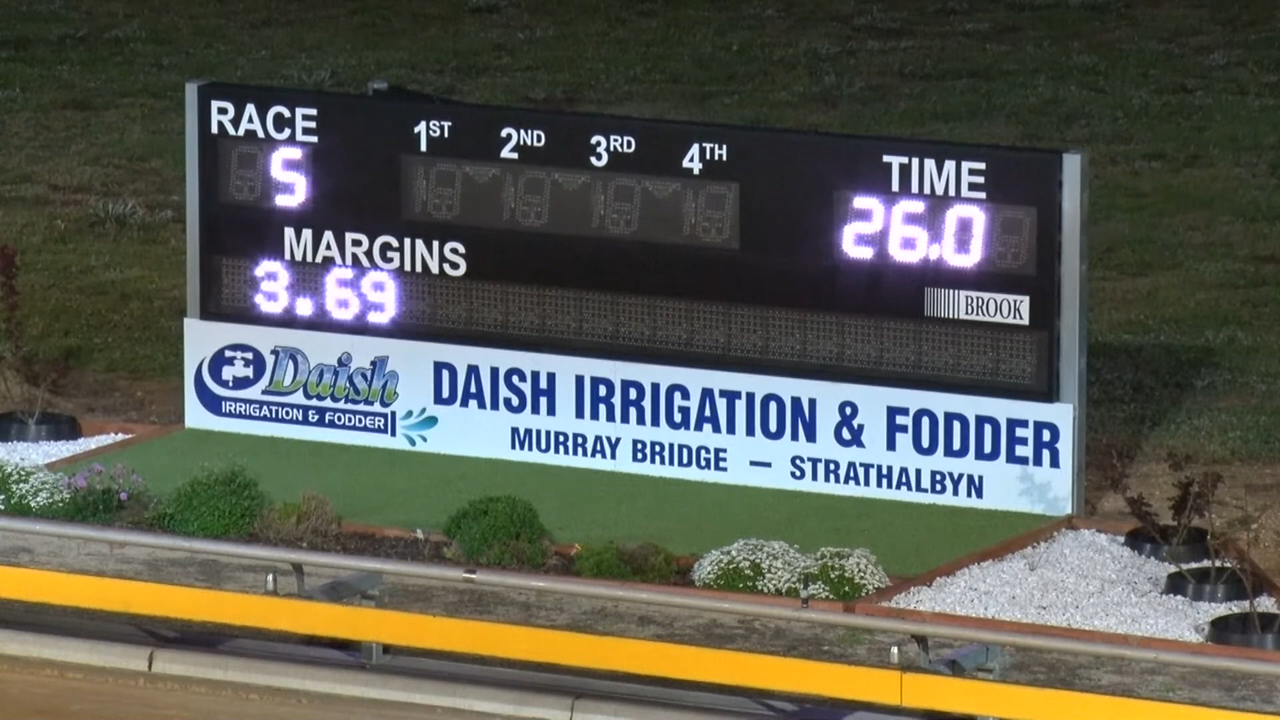 RACE 1ST 2ND 3RD 4TH TIME
5 26.0
MARGINS
3.69
BROOK
Daish
IRRIGATION & FODDER
DAISH IRRIGATION & FODDER
MURRAY BRIDGE – STRATHALBYN